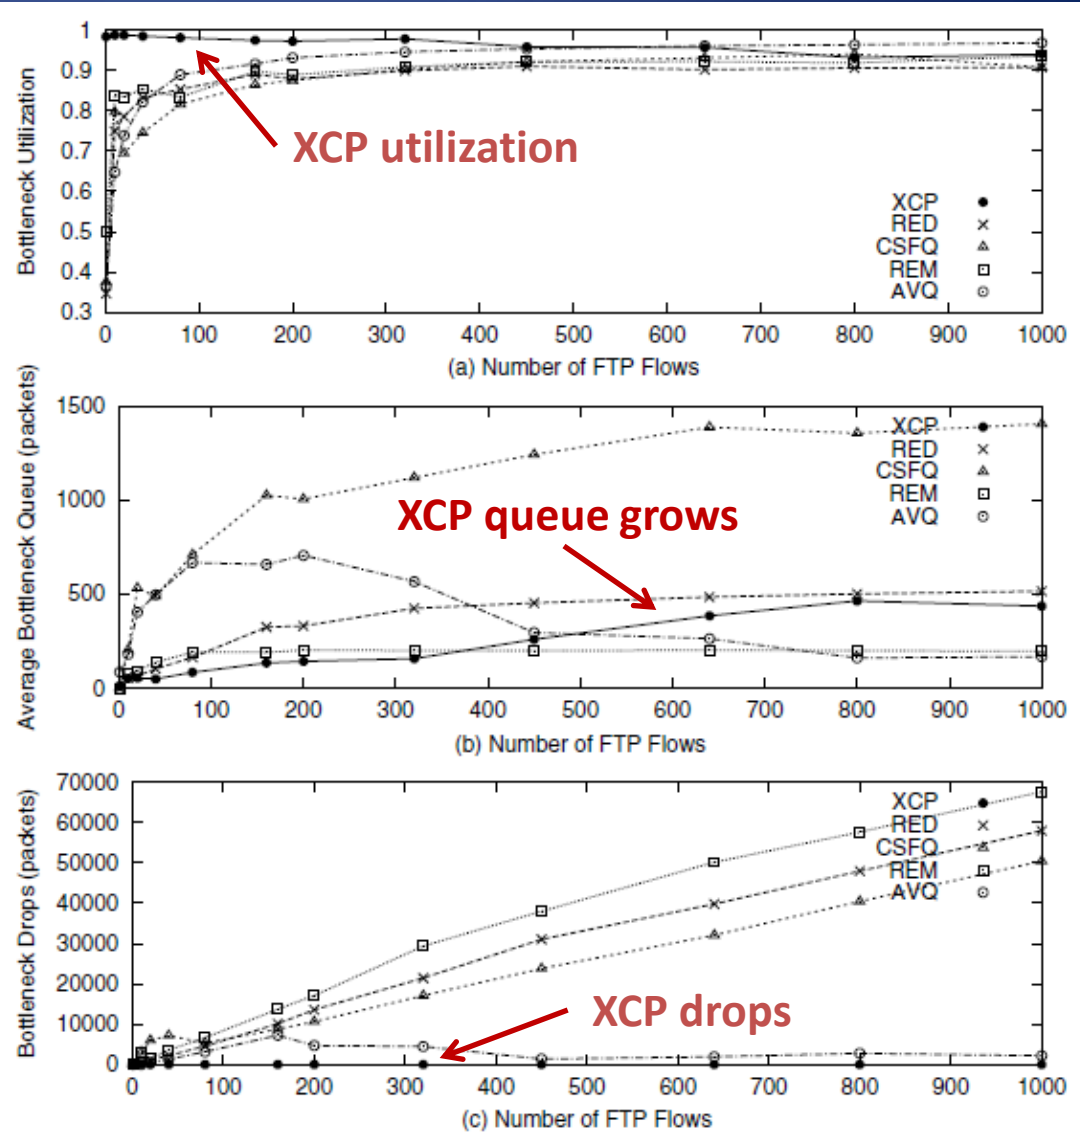 1
0.9
0.8
0.7
0.6
0.5
0.4
0.3
Bottleneck Utilization
XCP utilization
XCP
RED
CSFQ
REM
AVQ
0 100 200 300 400 500 600 700 800 900 1000
(a) Number of FTP Flows
1500
1000
500
0
Average Bottleneck Queue (packets)
XCP
RED
CSFQ
REM
AVQ
XCP queue grows
0 100 200 300 400 500 600 700 800 900 1000
(b) Number of FTP Flows
70000
60000
50000
40000
30000
20000
10000
0
Bottleneck Drops (packets)
XCP
RED
CSFQ
REM
AVQ
XCP drops
0 100 200 300 400 500 600 700 800 900 1000
(c) Number of FTP Flows